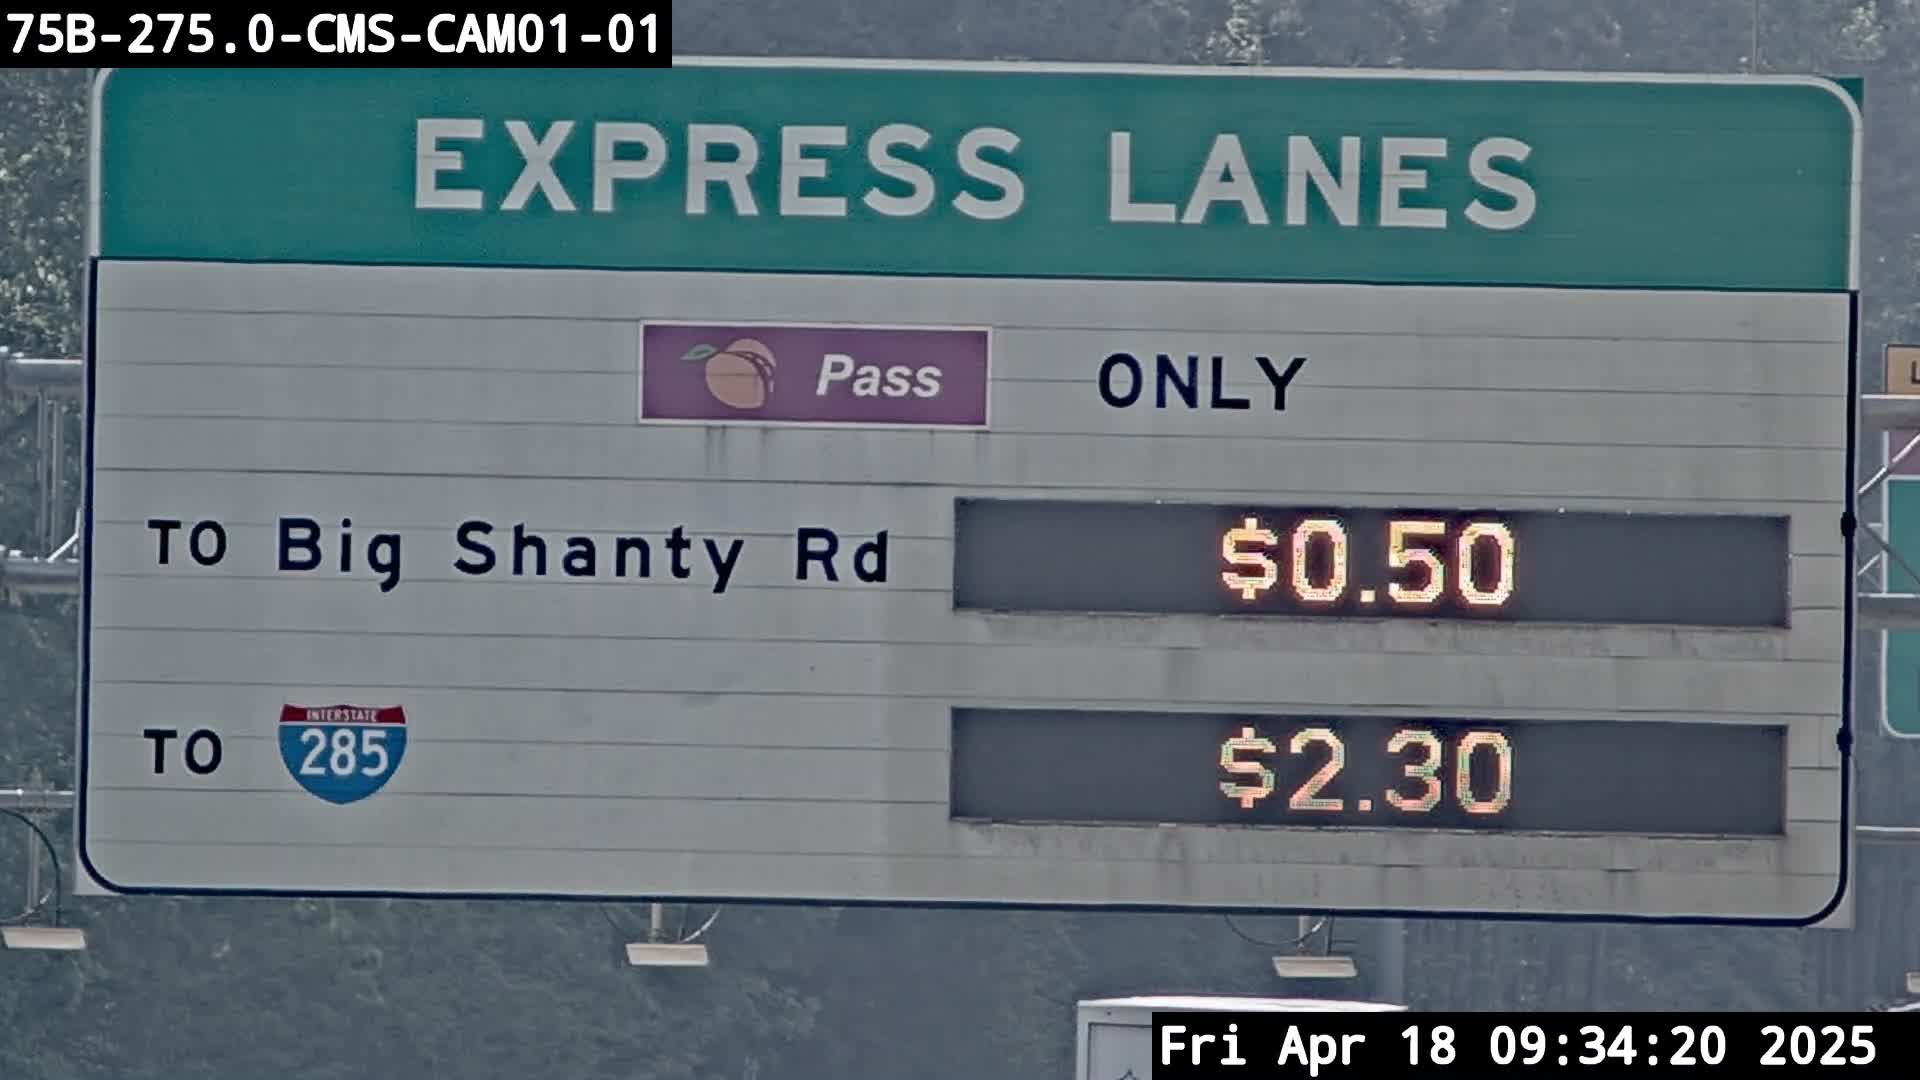 75B-275.0-CMS-CAM01-01
EXPRESS LANES
Pass ONLY
TO Big Shanty Rd $0.50
TO INTERSTATE 285 $2.30
L
Fri Apr 18 09:34:20 2025